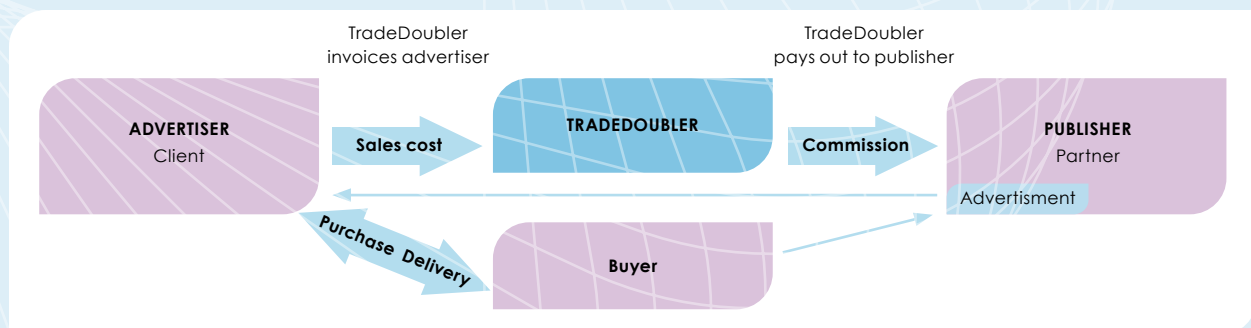 TradeDoubler
invoices advertiser
TradeDoubler
pays out to publisher
ADVERTISER
Client
Sales cost
TRADEDOUBLER
Commission
PUBLISHER
Partner
Advertisment
Purchase Delivery
Buyer